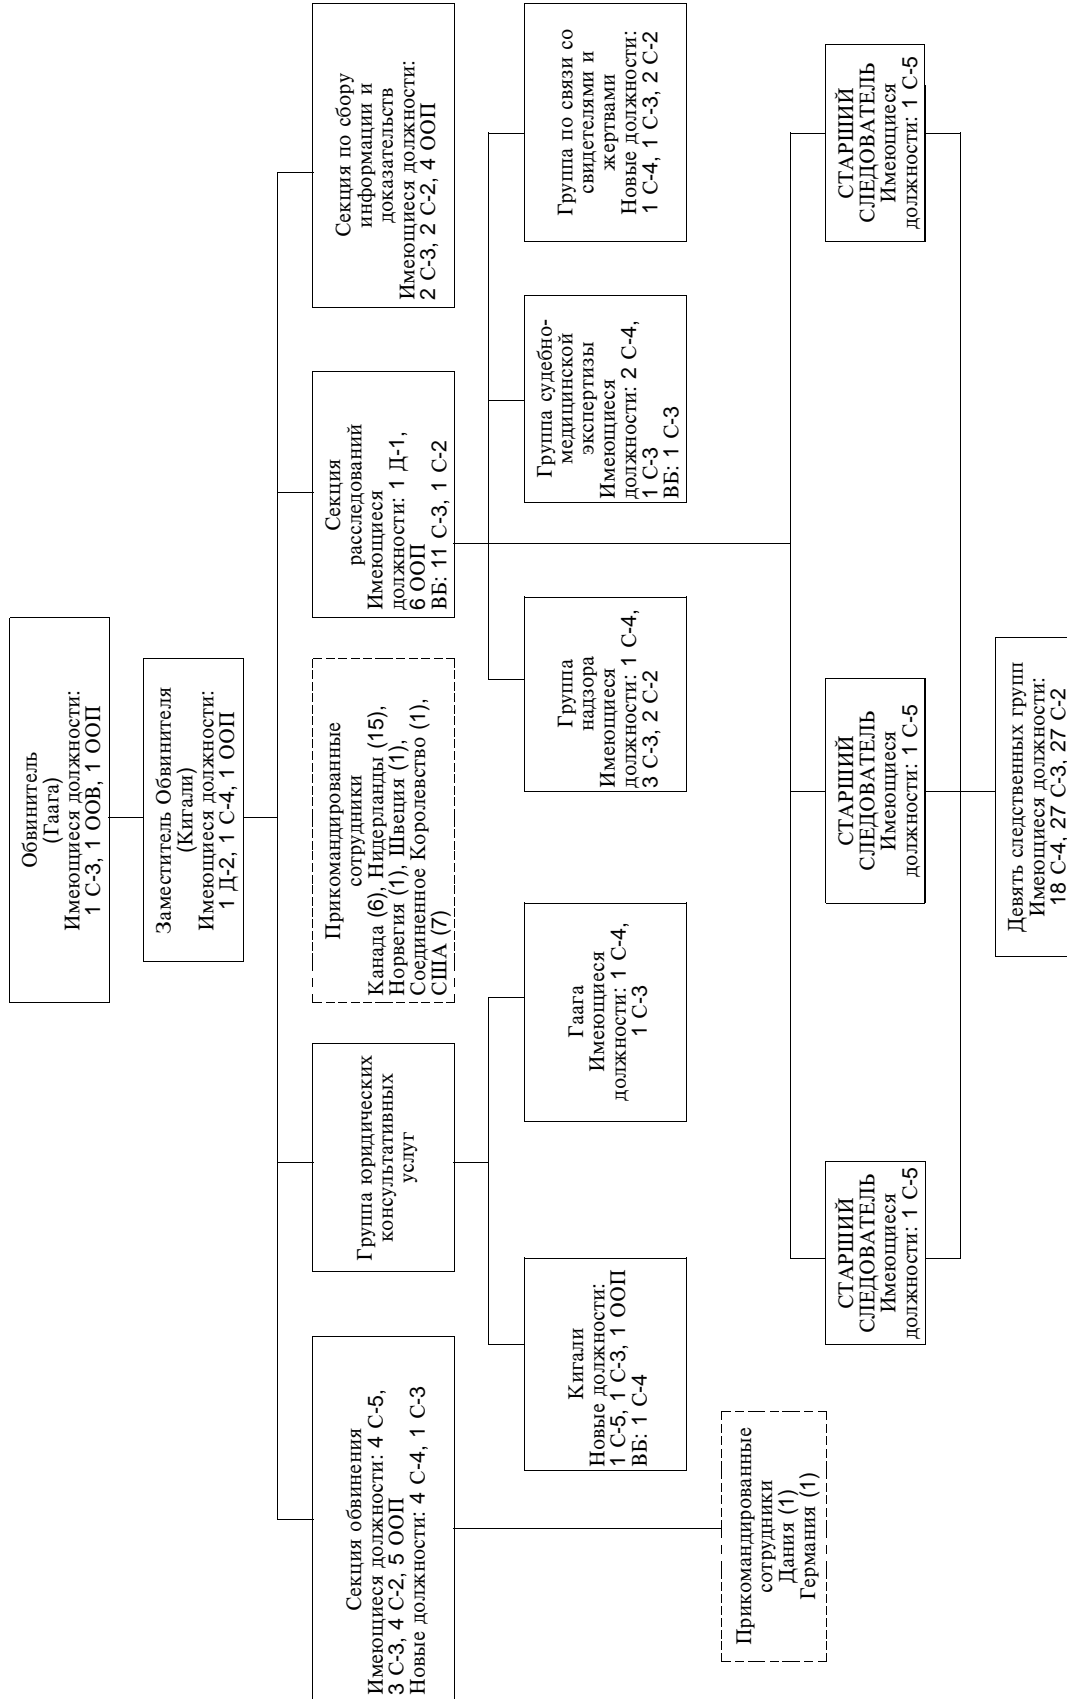 Обвинитель
(Гаага)
Имеющиеся должности:
1 С-3, 1 ООВ, 1 ООП
Заместитель Обвинителя
(Кигали)
Имеющиеся должности:
1 Д-2, 1 С-4, 1 ООП
Секция обвинения
Имеющиеся должности: 4 С-5,
3 С-3, 4 С-2, 5 ООП
Новые должности: 4 С-4, 1 С-3
Группа юридических
консультативных
услуг
Прикомандированные
сотрудники
Канада (6), Нидерланды (15),
Норвегия (1), Швеция (1),
Соединенное Королевство (1),
США (7)
Секция
расследований
Имеющиеся
должности: 1 Д-1,
6 ООП
ВБ: 11 С-3, 1 С-2
Секция по сбору
информации и
доказательств
Имеющиеся должности:
2 С-3, 2 С-2, 4 ООП
Кигали
Новые должности:
1 С-5, 1 С-3, 1 ООП
ВБ: 1 С-4
Гаага
Имеющиеся
должности: 1 С-4,
1 С-3
Группа
надзора
Имеющиеся
должности: 1 С-4,
3 С-3, 2 С-2
Группа судебно-
медицинской
экспертизы
Имеющиеся
должности: 2 С-4,
1 С-3
ВБ: 1 С-3
Группа по связи со
свидетелями и
жертвами
Новые должности:
1 С-4, 1 С-3, 2 С-2
Прикомандированные
сотрудники
Дания (1)
Германия (1)
СТАРШИЙ
СЛЕДОВАТЕЛЬ
Имеющиеся
должности: 1 С-5
СТАРШИЙ
СЛЕДОВАТЕЛЬ
Имеющиеся
должности: 1 С-5
СТАРШИЙ
СЛЕДОВАТЕЛЬ
Имеющиеся
должности: 1 С-5
Девять следственных групп
Имеющиеся должности:
18 С-4, 27 С-3, 27 С-2